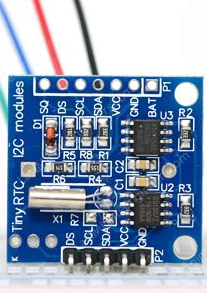 SQ
DS
SCL
SDA
VCC
GND
BAT
P1
D1
U3
R2
R5 R8 R1
C2
Tiny RTC I2C modules
R6
R4
C1
U2
X1
R7
R3
DS
SCL
SDA
VCC
GND
P2